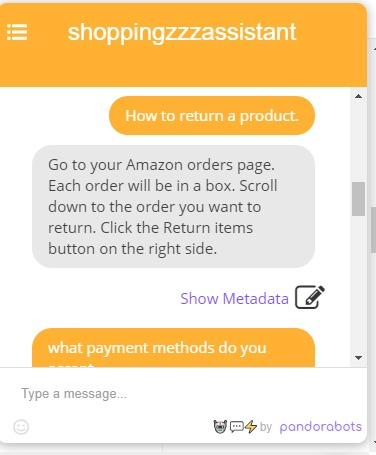 shoppingzzzassistant
How to return a product.
Go to your Amazon orders page.
Each order will be in a box. Scroll
down to the order you want to
return. Click the Return items
button on the right side.
Show Metadata
what payment methods do you
Type a message...
by pandorabots